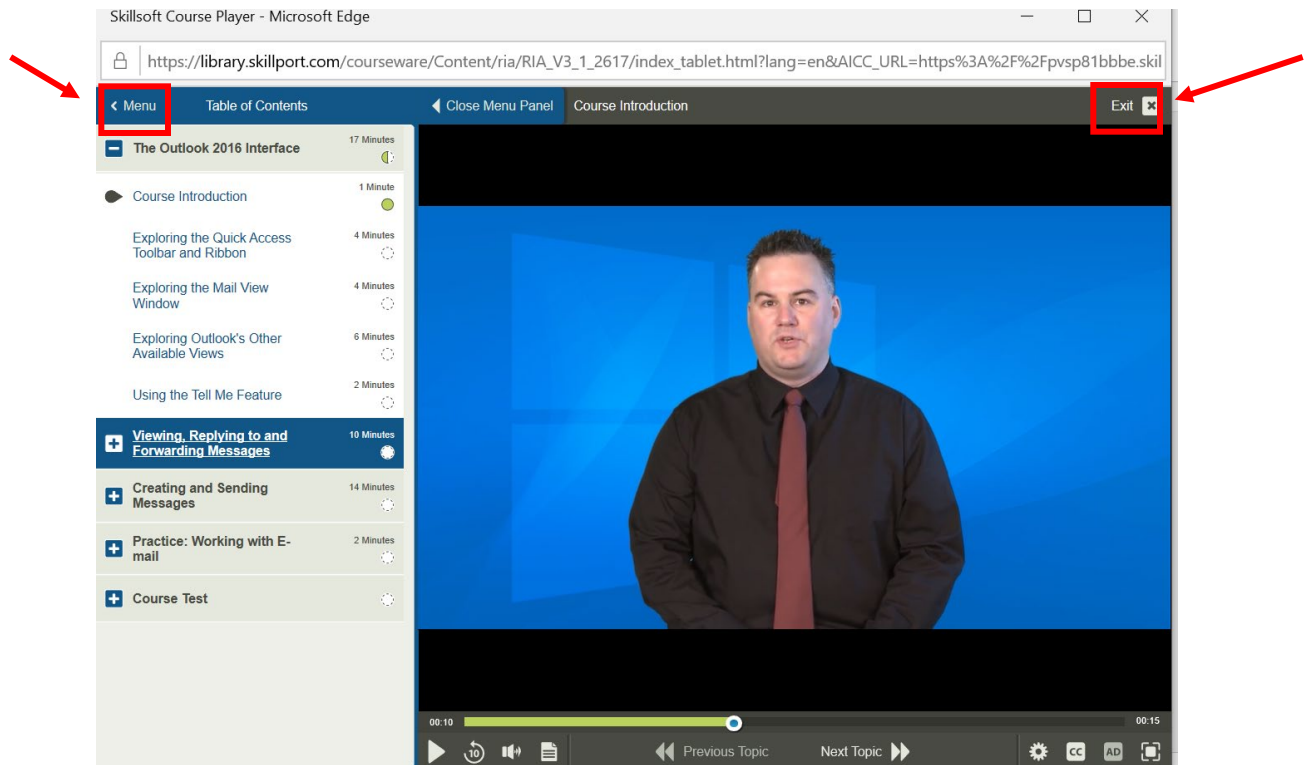 Skillsoft Course Player - Microsoft Edge
https://library.skillport.com/courseware/Content/ria/RIA_V3_1_2617/index_tablet.html?lang=en&AICC_URL=https%3A%2F%2Fpvsp81bbbe.skil
Menu Table of Contents Close Menu Panel Course Introduction Exit
The Outlook 2016 Interface 17 Minutes
Course Introduction 1 Minute
Exploring the Quick Access 4 Minutes
Toolbar and Ribbon
Exploring the Mail View 4 Minutes
Window
Exploring Outlook's Other 6 Minutes
Available Views
Using the Tell Me Feature 2 Minutes
Viewing, Replying to and 10 Minutes
Forwarding Messages
Creating and Sending 14 Minutes
Messages
Practice: Working with E- 2 Minutes
mail
Course Test
00:10 00:15
10 Previous Topic Next Topic CC AD